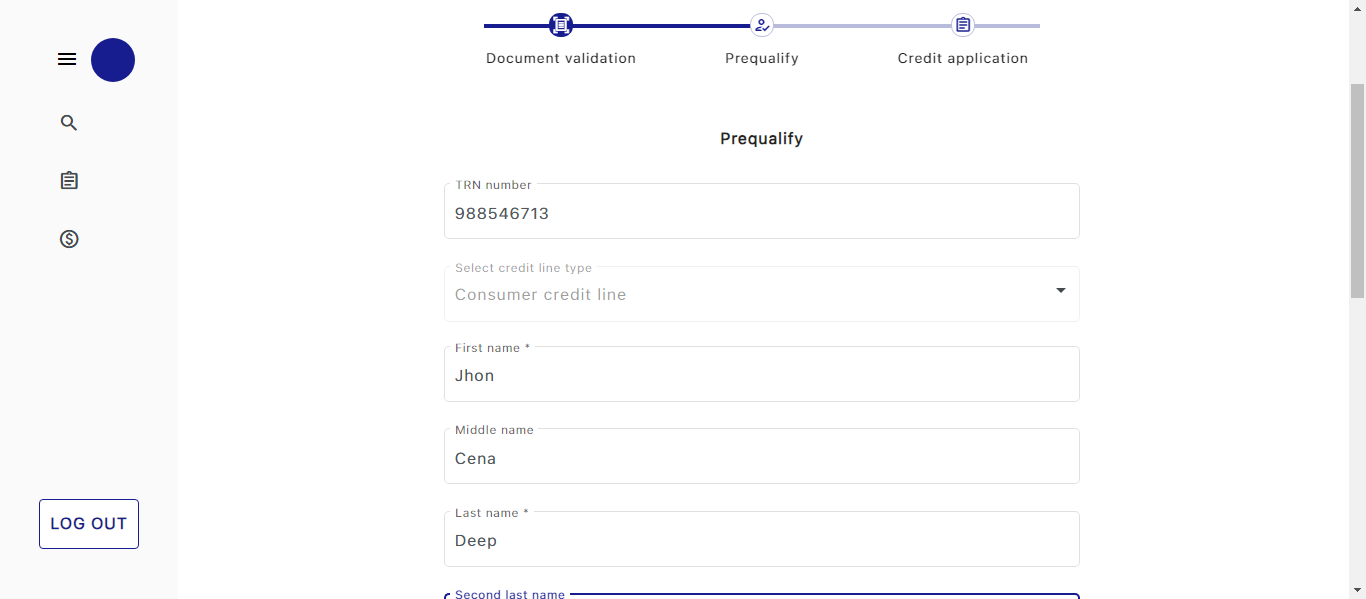 Document validation
Prequalify
Credit application
Prequalify
TRN number
988546713
Select credit line type
Consumer credit line
First name *
Jhon
Middle name
Cena
Last name *
Deep
Second last name
LOG OUT